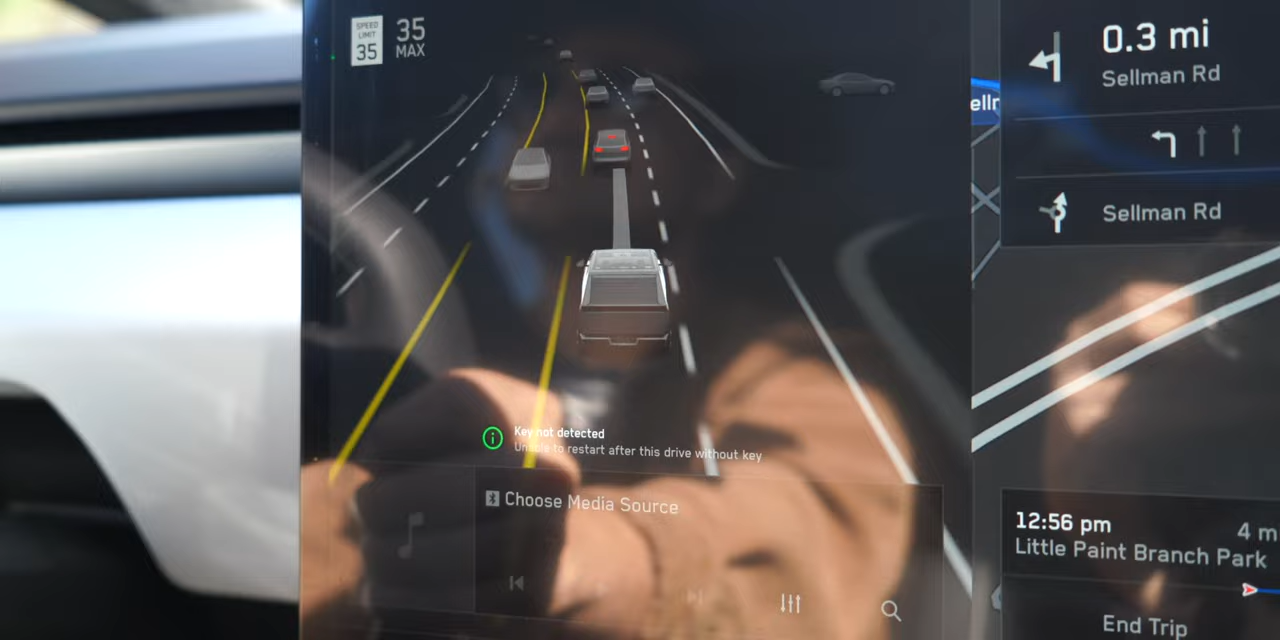 SPEED
LIMIT
35
35
MAX
0.3 mi
Sellman Rd
Sellman Rd
Key not detected
Unable to restart after this drive without key
Choose Media Source
12:56 pm
4 m
Little Paint Branch Park
End Trip